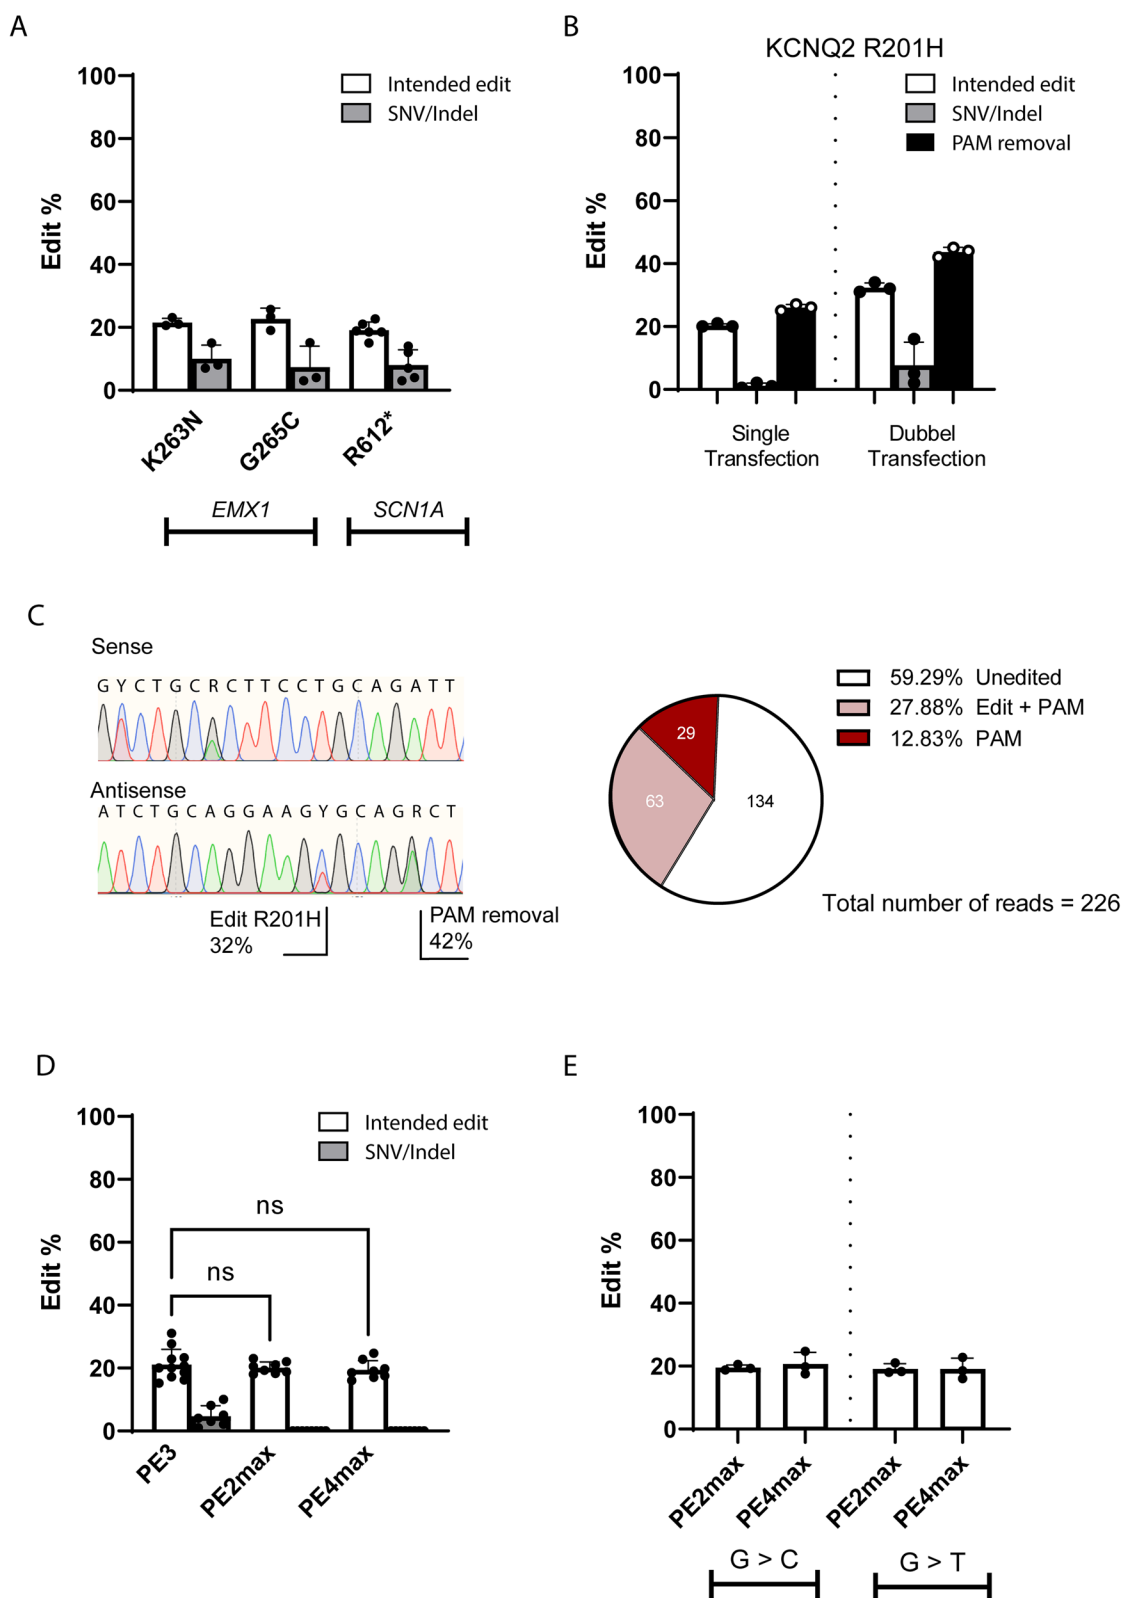 A
Intended edit
SNV/Indel
Edit %
100
80
60
40
20
0
K263N
G265C
R612*
EMX1
SCN1A
B
KCNQ2 R201H
Intended edit
SNV/Indel
PAM removal
Edit %
100
80
60
40
20
0
Single
Transfection
Dubbel
Transfection
C
Sense
G Y C T G C R C T T C C T G C A G A T T
Antisense
A T C T G C A G G A A G Y G C A G R C T
Edit R201H
32%
PAM removal
42%
29
63
134
59.29% Unedited
27.88% Edit + PAM
12.83% PAM
Total number of reads = 226
D
Intended edit
SNV/Indel
Edit %
100
80
60
40
20
0
ns
ns
PE3
PE2max
PE4max
E
Edit %
100
80
60
40
20
0
PE2max
PE4max
PE2max
PE4max
G > C
G > T